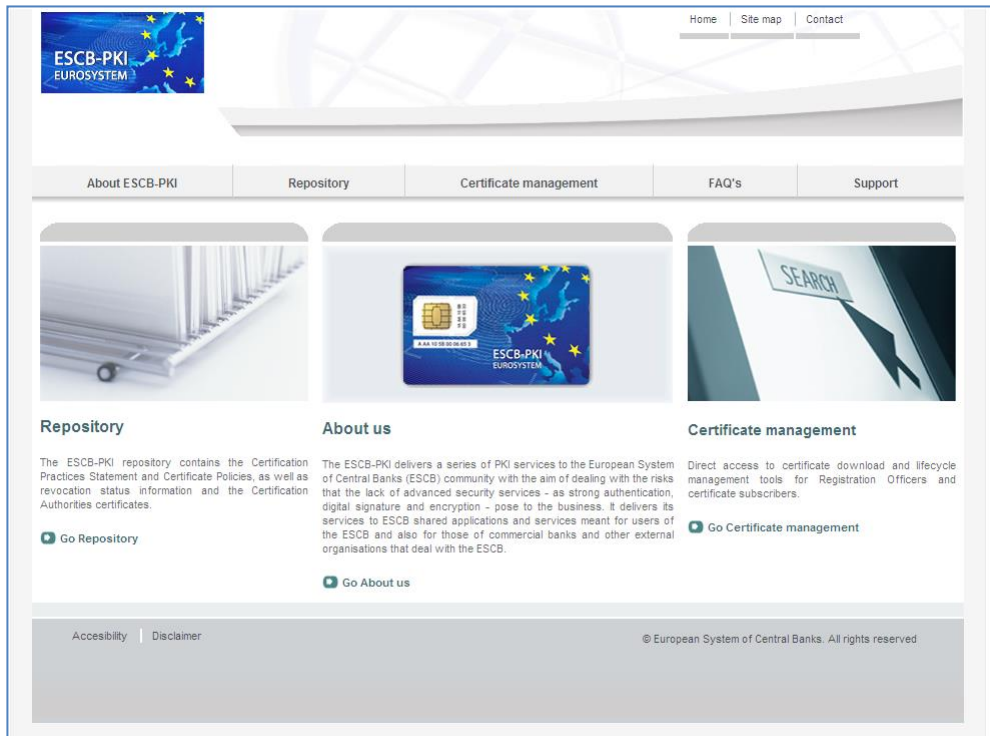 Home | Site map | Contact
ESCB-PKI
EUROSYSTEM
About ESCB-PKI
Repository
Certificate management
FAQ's
Support
SEARCH
ESCB-PKI
EUROSYSTEM
Repository
The ESCB-PKI repository contains the Certification
Practices Statement and Certificate Policies, as well as
revocation status information and the Certification
Authorities certificates.
Go Repository
About us
The ESCB-PKI delivers a series of PKI services to the European System
of Central Banks (ESCB) community with the aim of dealing with the risks
that the lack of advanced security services - as strong authentication,
digital signature and encryption - pose to the business. It delivers its
services to ESCB shared applications and services meant for users of
the ESCB and also for those of commercial banks and other external
organisations that deal with the ESCB.
Go About us
Certificate management
Direct access to certificate download and lifecycle
management tools for Registration Officers and
certificate subscribers.
Go Certificate management
Accesibility | Disclaimer
© European System of Central Banks. All rights reserved